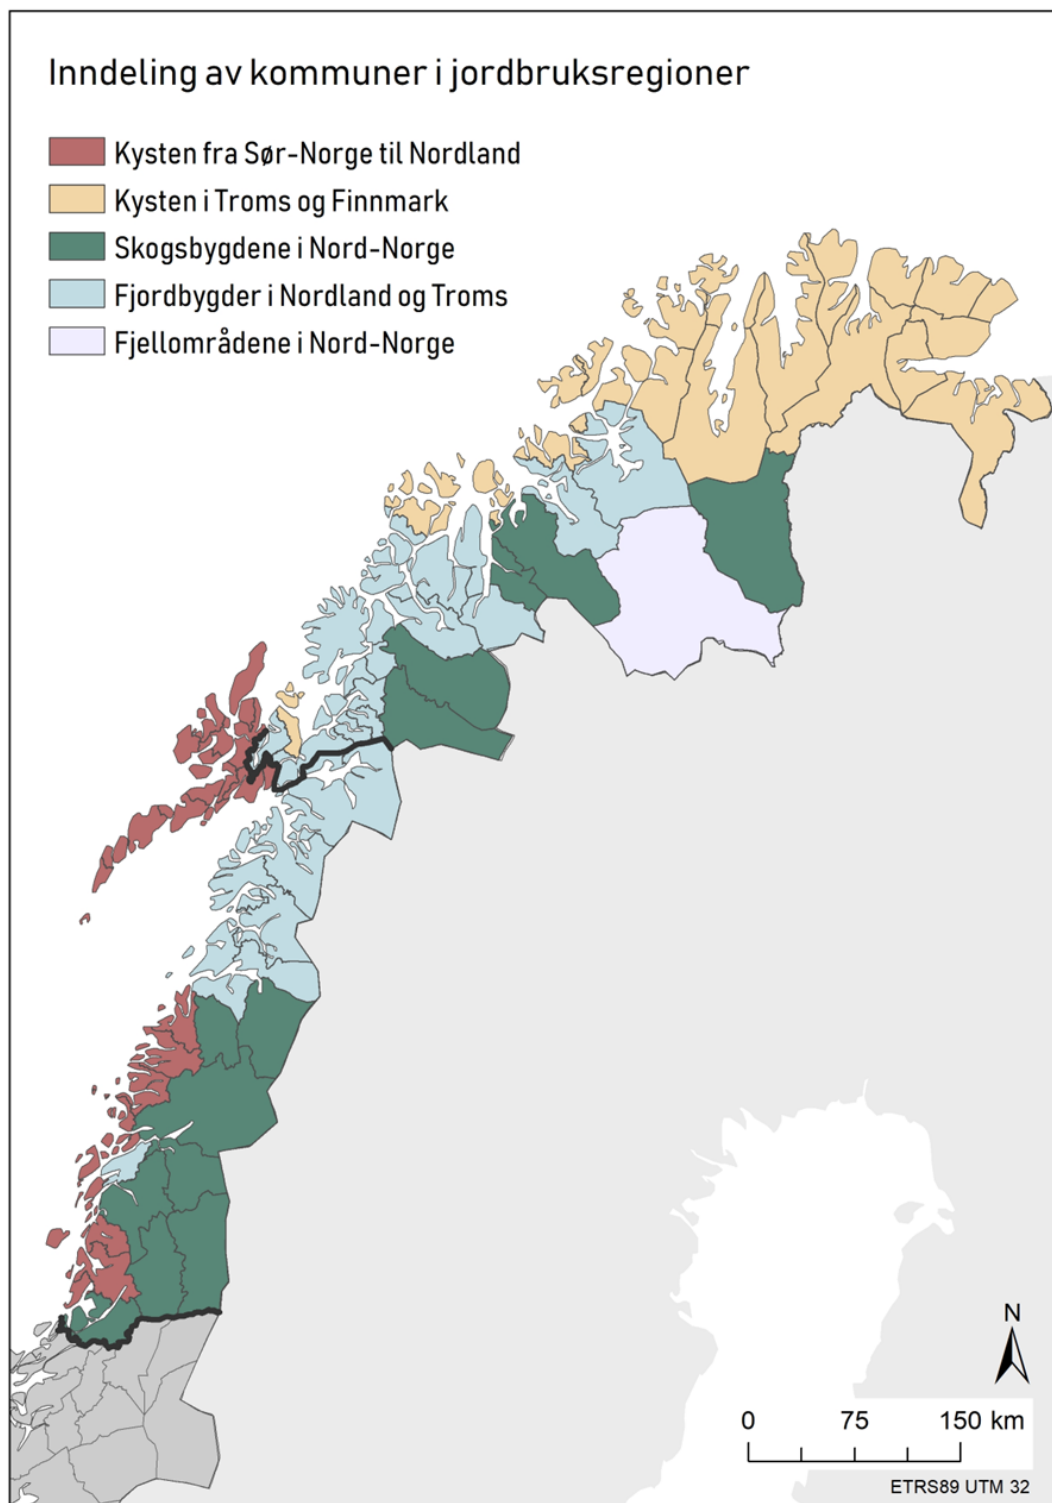 Inndeling av kommuner i jordbruksregioner
Kysten fra Sør-Norge til Nordland
Kysten i Troms og Finnmark
Skogsbygdene i Nord-Norge
Fjordbygder i Nordland og Troms
Fjellområdene i Nord-Norge
N
0 75 150 km
ETRS89 UTM 32